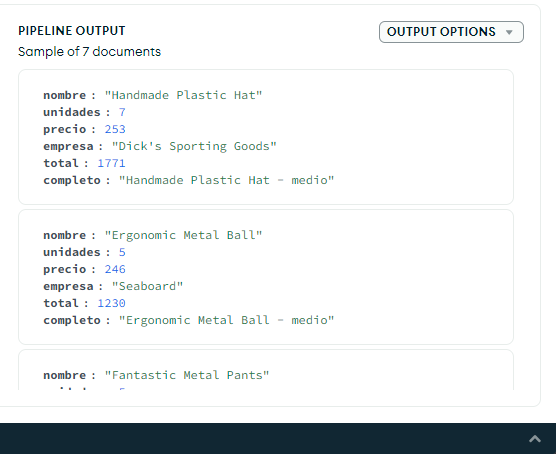 PIPELINE OUTPUT
OUTPUT OPTIONS
Sample of 7 documents
nombre : "Handmade Plastic Hat"
unidades : 7
precio : 253
empresa : "Dick's Sporting Goods"
total : 1771
completo : "Handmade Plastic Hat - medio"
nombre : "Ergonomic Metal Ball"
unidades : 5
precio : 246
empresa : "Seaboard"
total : 1230
completo : "Ergonomic Metal Ball - medio"
nombre : "Fantastic Metal Pants"